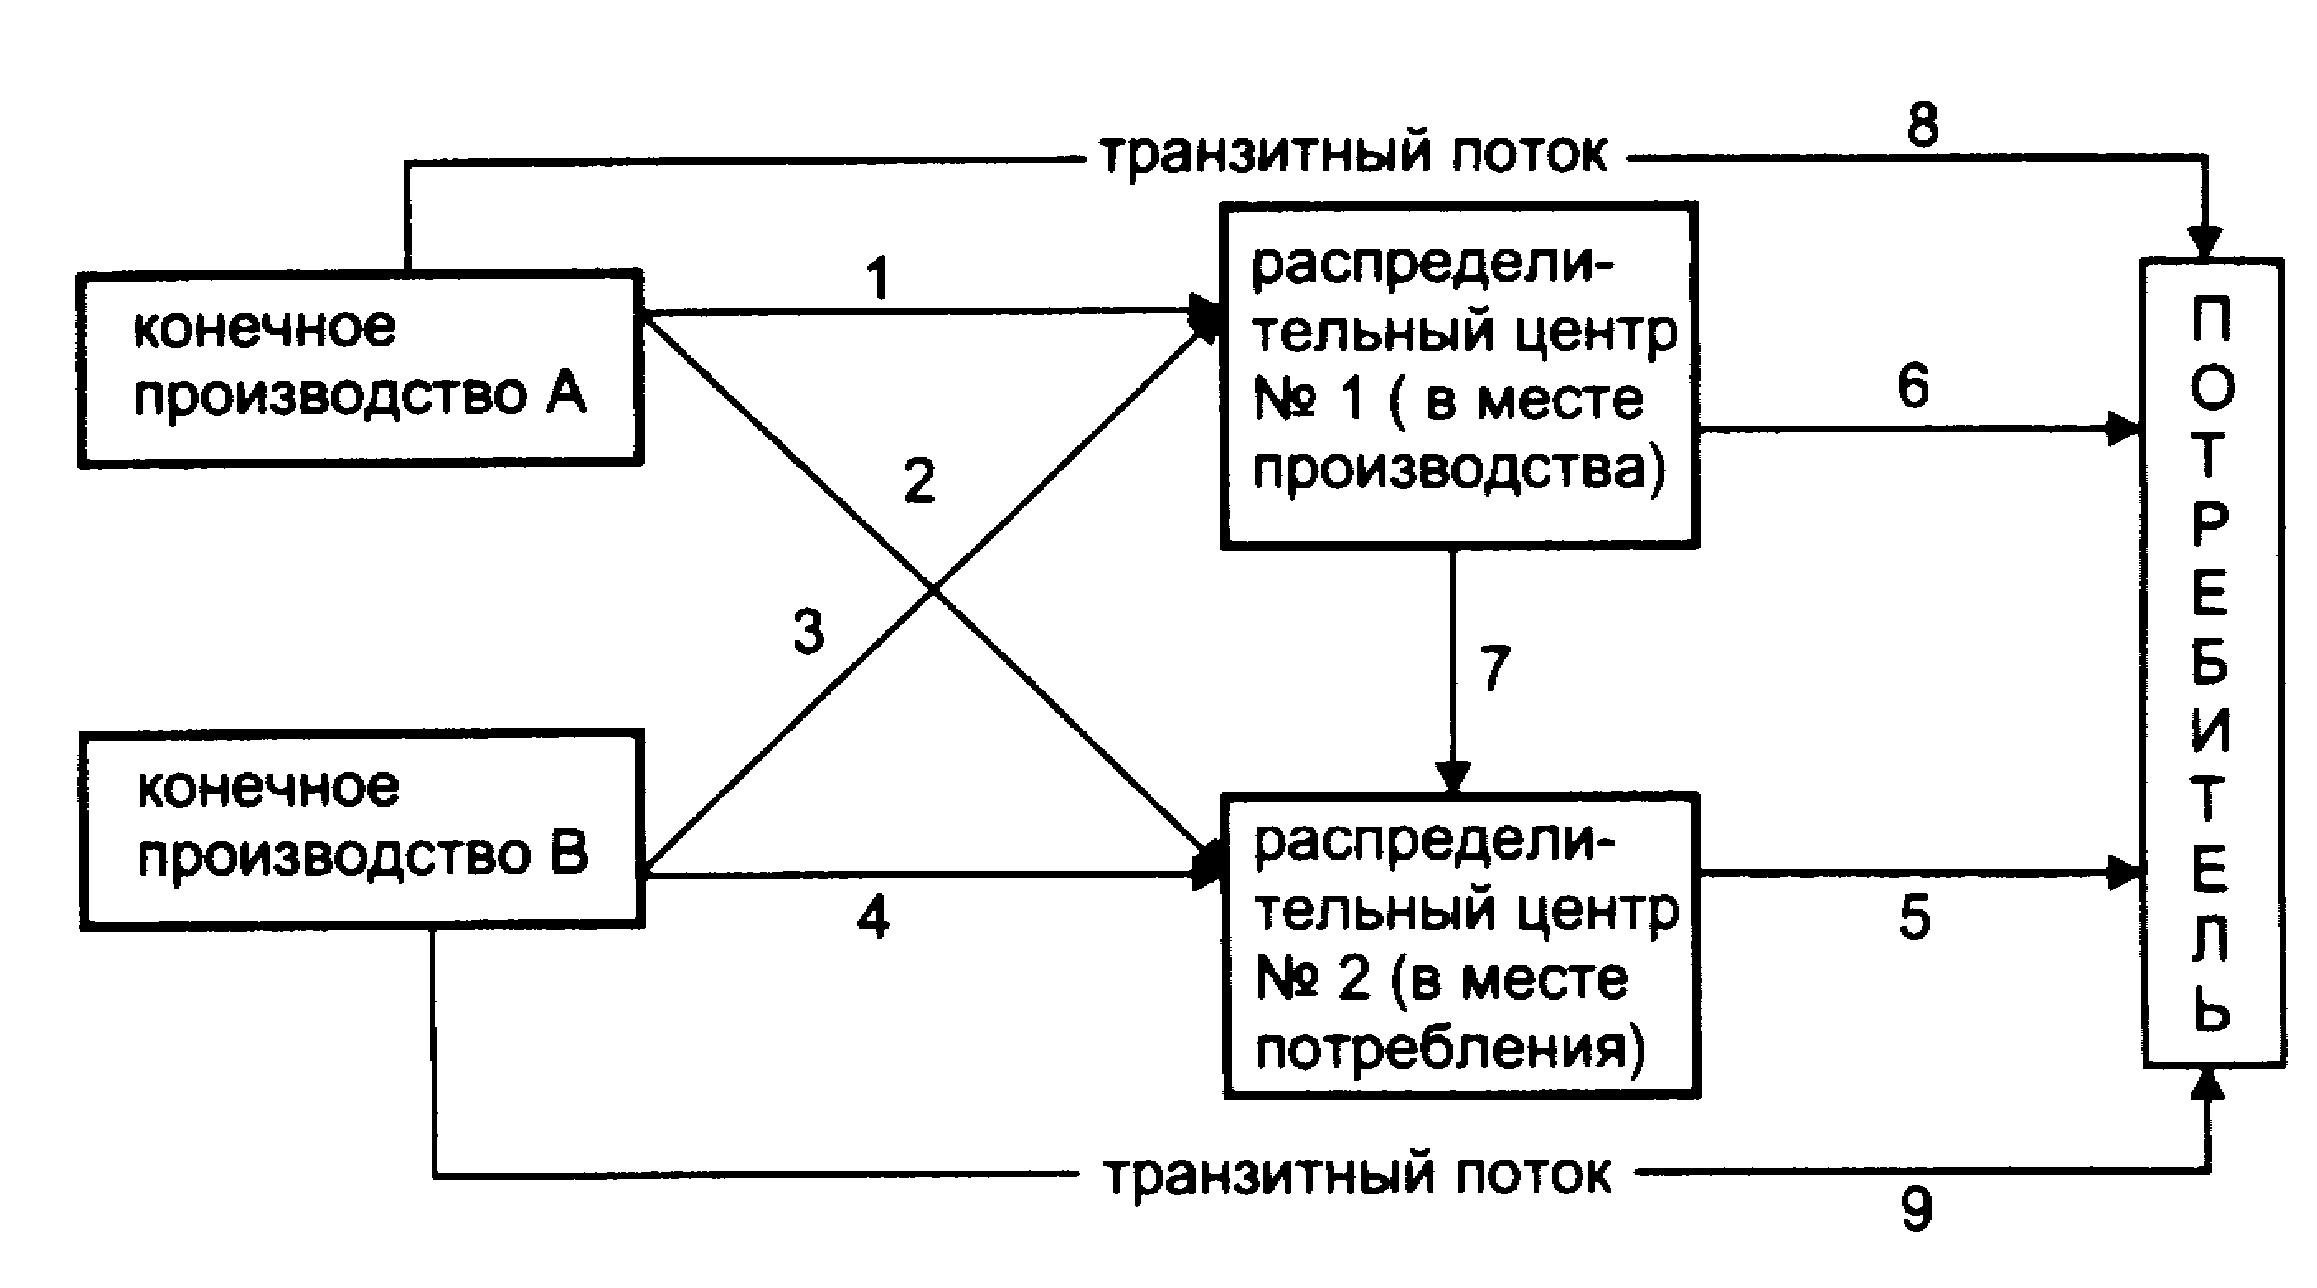 8
транзитный поток
конечное
производство А
1
распредели-
тельный центр
№ 1 ( в месте
производства)
6
2
3
7
конечное
производство В
4
распредели-
тельный центр
№ 2 (в месте
потребления)
5
ПОТРЕБИТЕЛЬ
транзитный поток
9